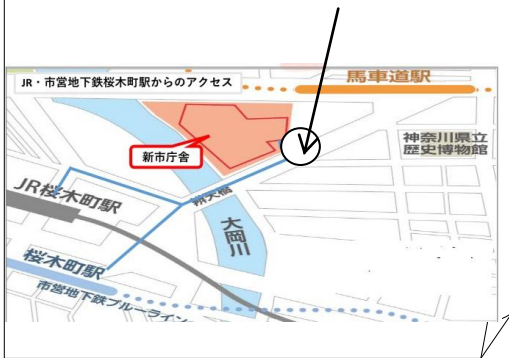 JR・市営地下鉄桜木町駅からのアクセス
馬車道駅
新市庁舎
神奈川県立
歴史博物館
JR桜木町駅
弁天橋
大岡川
桜木町駅
市営地下鉄ブルーライン